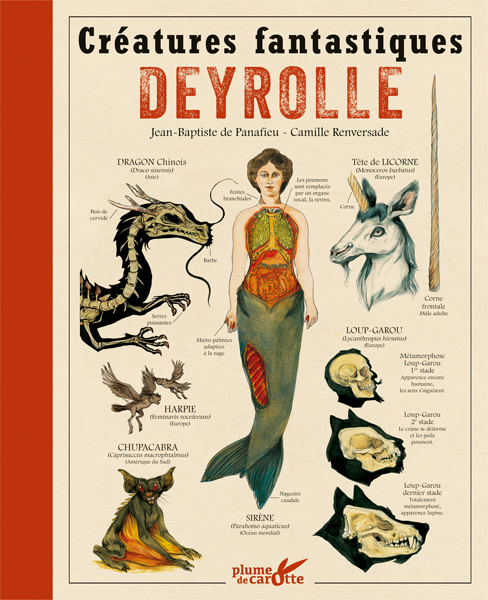 Créatures fantastiques
DEYROLLE
Jean-Baptiste de Panafieu - Camille Renversade
DRAGON Chinois
(Draco sinensis)
(Asie)
Bois de
cervidé
Barbe
Serres
puissantes
Fentes
branchiales
Les poumons
sont remplacés
par un organe
vocal, la syrinx.
Tête de LICORNE
(Monoceros barbatus)
(Europe)
Corne
Corne
frontale
Mâle adulte
Mains palmées
adaptées
à la nage
HARPIE
(Feminavis vociferans)
(Europe)
CHUPACABRA
(Caprisuccus macrophtalmus)
(Amérique du Sud)
Nageoire
caudale
SIRÈNE
(Parahomo aquaticus)
(Océan mondial)
LOUP-GAROU
(Lycanthropus hirsutus)
(Europe)
Métamorphose
Loup-Garou
1er stade
Apparence encore
humaine,
les sens s'aiguisent.
Loup-Garou
2e stade
Le crâne se déforme
et les poils
poussent.
Loup-Garou
dernier stade
Totalement
métamorphosé,
apparence lupine.
plume
de carotte